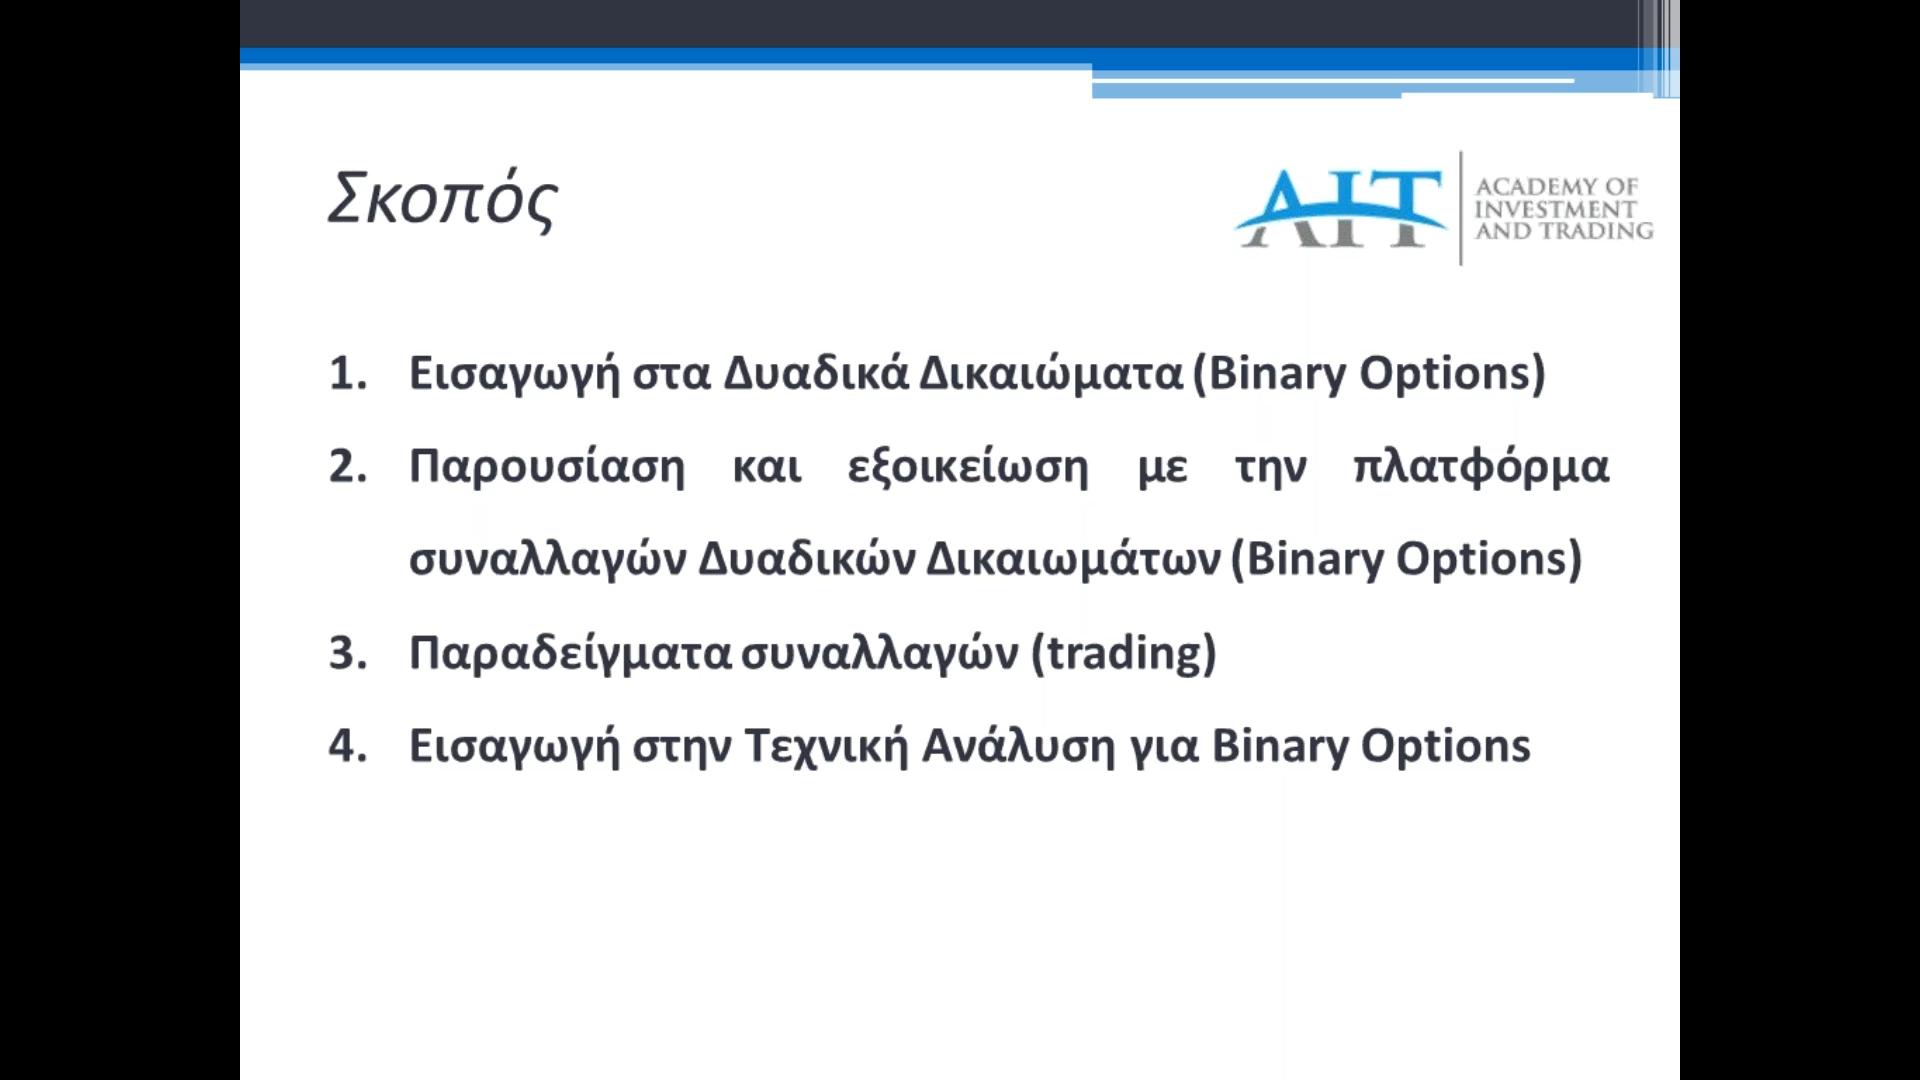 Σκοπός
AIT
ACADEMY OF
INVESTMENT
AND TRADING
1. Εισαγωγή στα Δυαδικά Δικαιώματα (Binary Options)
2. Παρουσίαση και εξοικείωση με την πλατφόρμα
συναλλαγών Δυαδικών Δικαιωμάτων (Binary Options)
3. Παραδείγματα συναλλαγών (trading)
4. Εισαγωγή στην Τεχνική Ανάλυση για Binary Options